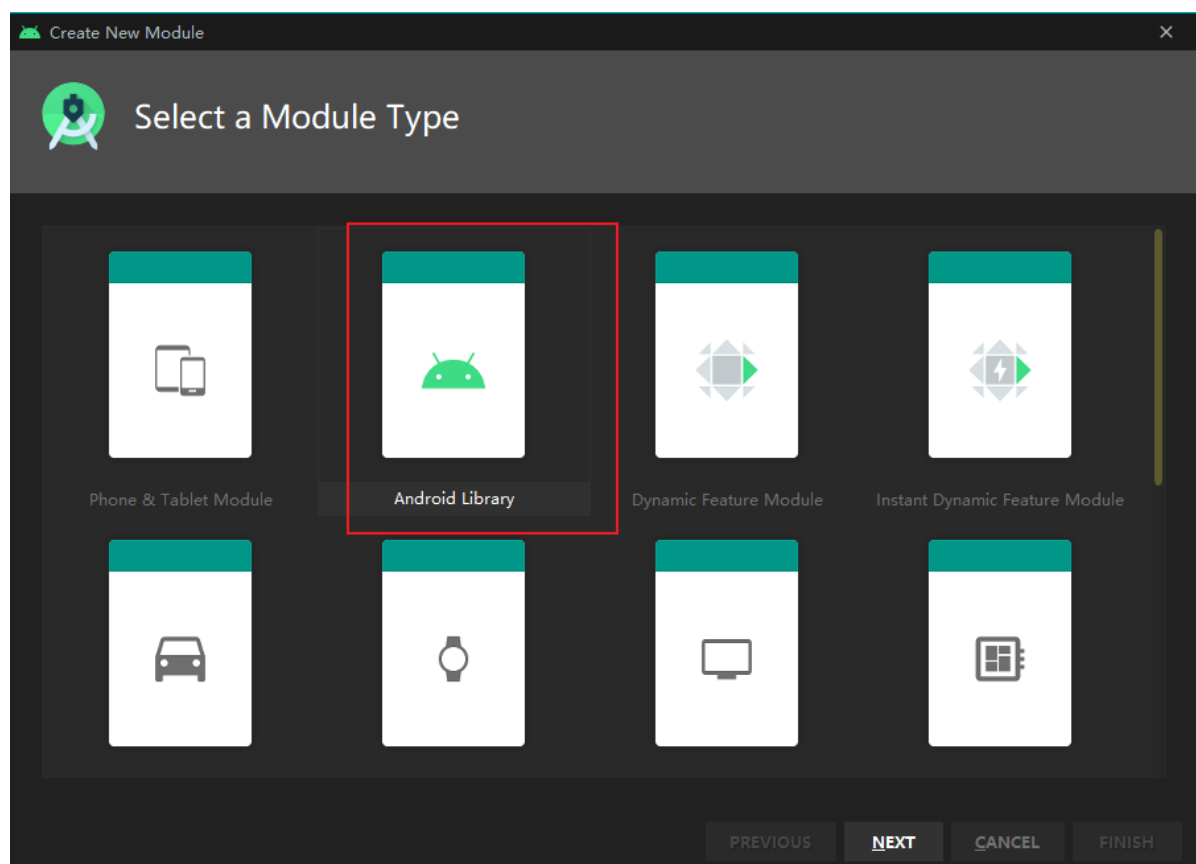 Create New Module
Select a Module Type
Phone & Tablet Module
Android Library
Dynamic Feature Module
Instant Dynamic Feature Module
PREVIOUS
NEXT
CANCEL
FINISH